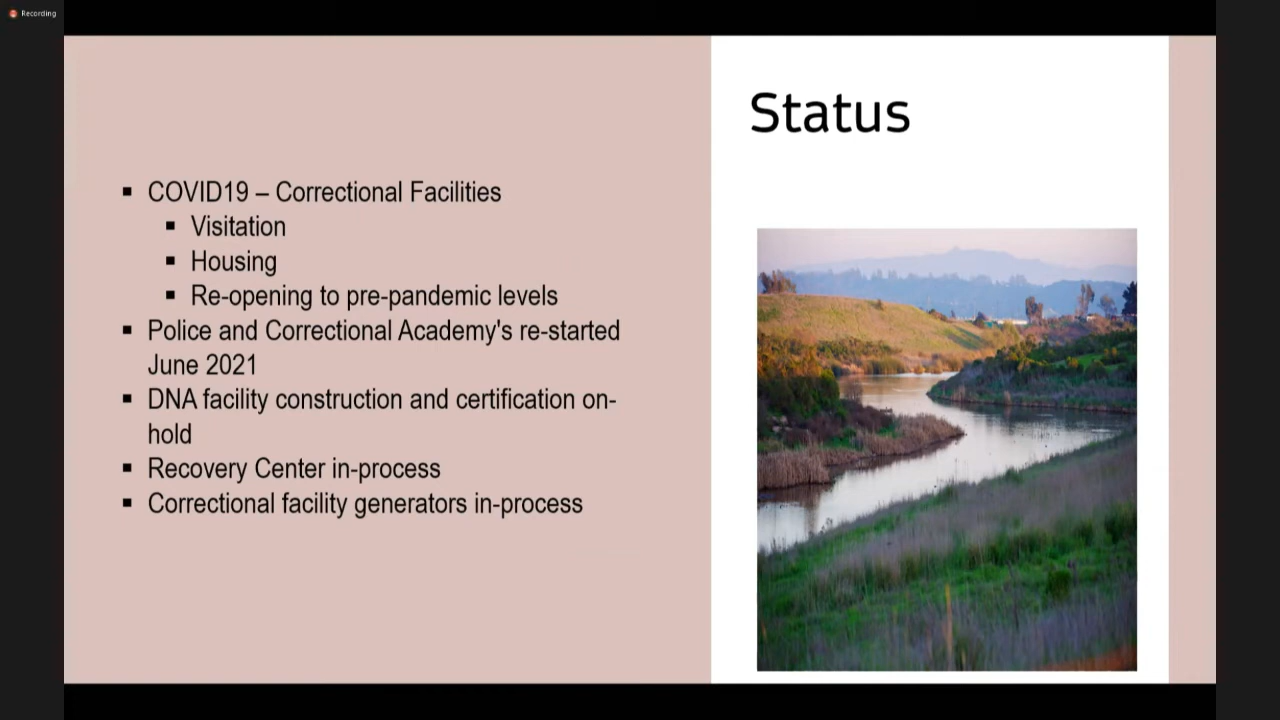 Recording
Status
▪ COVID19 – Correctional Facilities
▪ Visitation
▪ Housing
▪ Re-opening to pre-pandemic levels
▪ Police and Correctional Academy's re-started
June 2021
▪ DNA facility construction and certification on-
hold
▪ Recovery Center in-process
▪ Correctional facility generators in-process